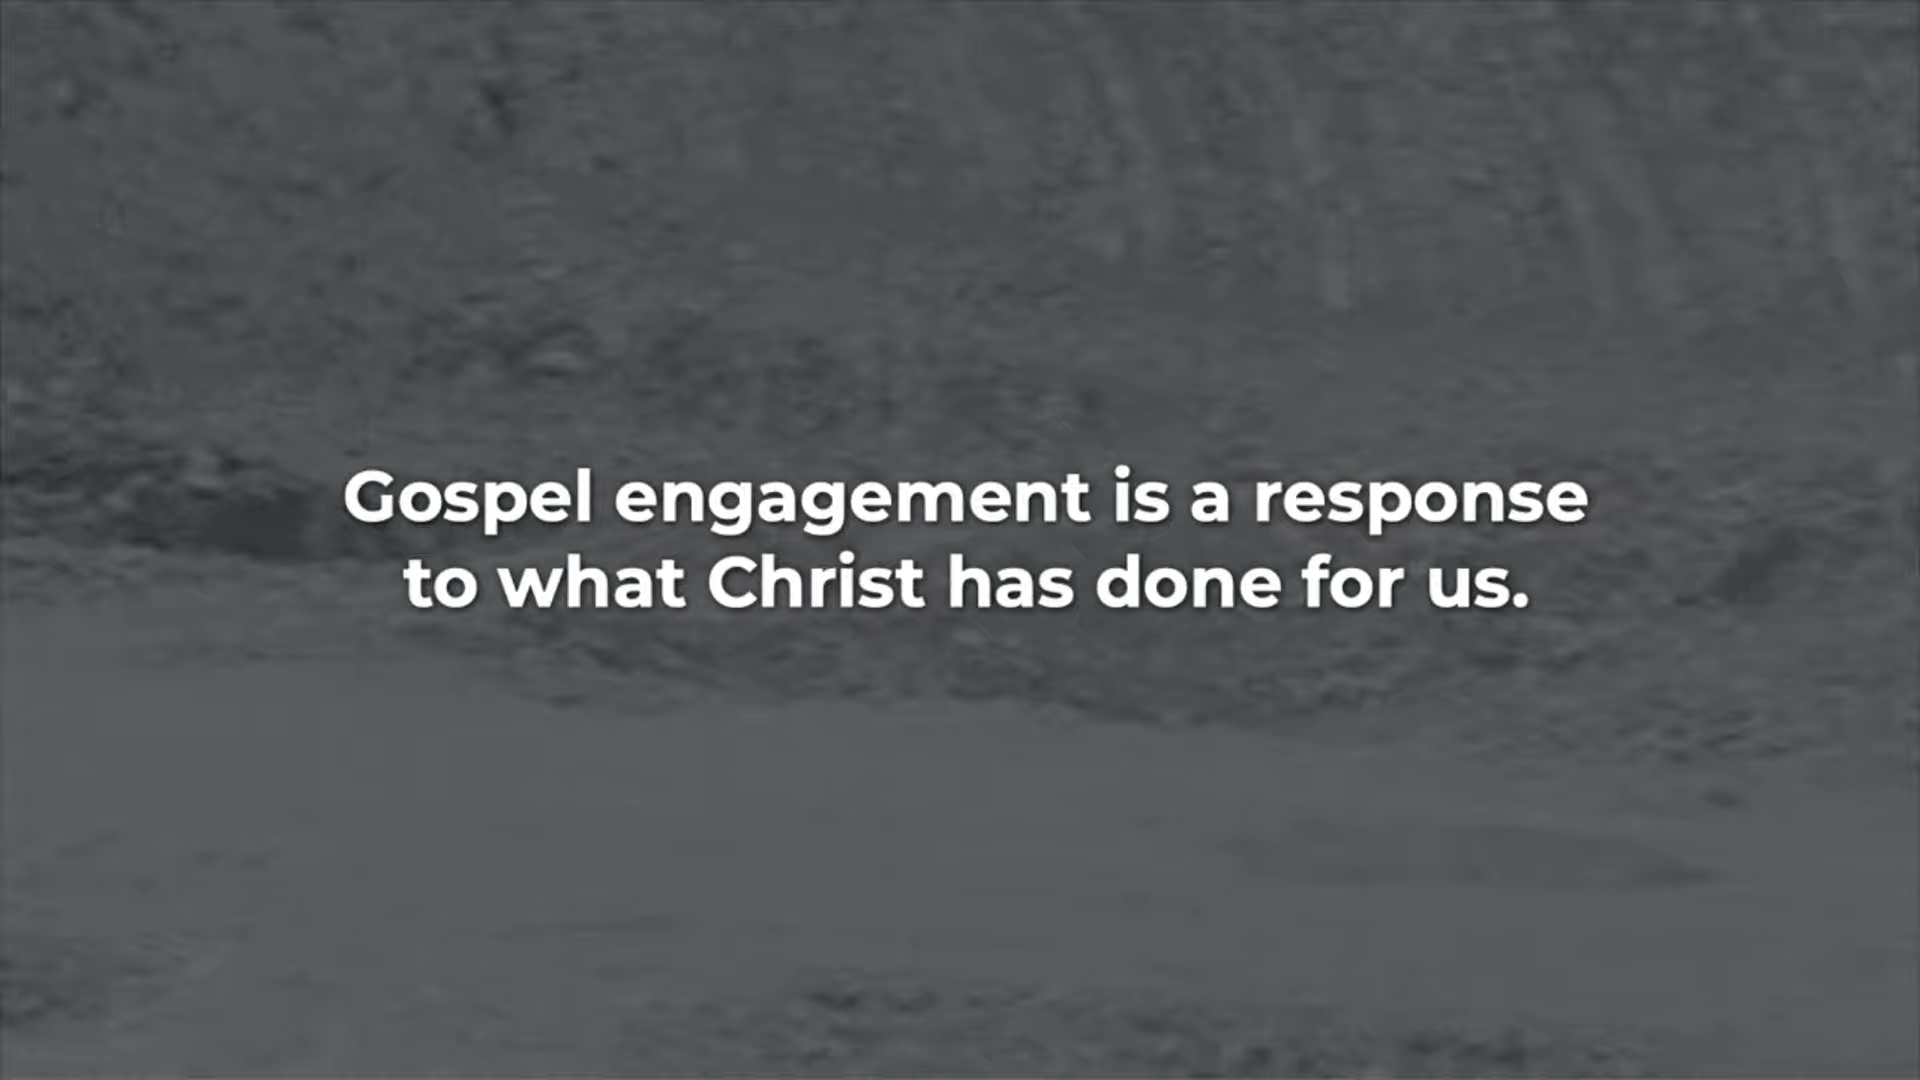 Gospel engagement is a response
to what Christ has done for us.